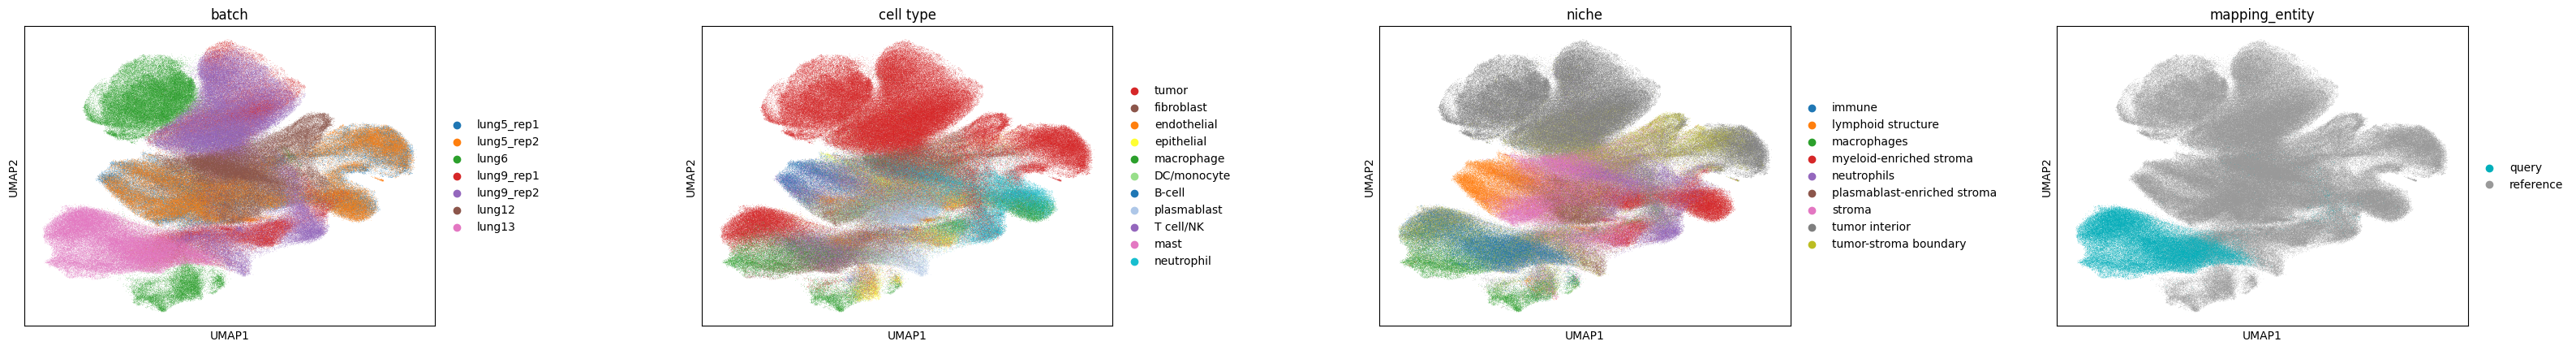 batch
UMAP2
UMAP1
lung5_rep1
lung5_rep2
lung6
lung9_rep1
lung9_rep2
lung12
lung13
cell type
UMAP2
UMAP1
tumor
fibroblast
endothelial
epithelial
macrophage
DC/monocyte
B-cell
plasmablast
T cell/NK
mast
neutrophil
niche
UMAP2
UMAP1
immune
lymphoid structure
macrophages
myeloid-enriched stroma
neutrophils
plasmablast-enriched stroma
stroma
tumor interior
tumor-stroma boundary
mapping_entity
UMAP2
UMAP1
query
reference